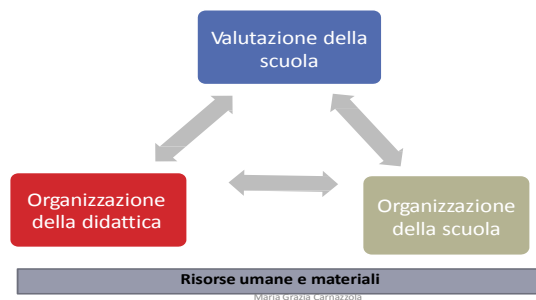 Valutazione della
scuola
Organizzazione
della didattica
Organizzazione
della scuola
Risorse umane e materiali
Maria Grazia Carnazzola